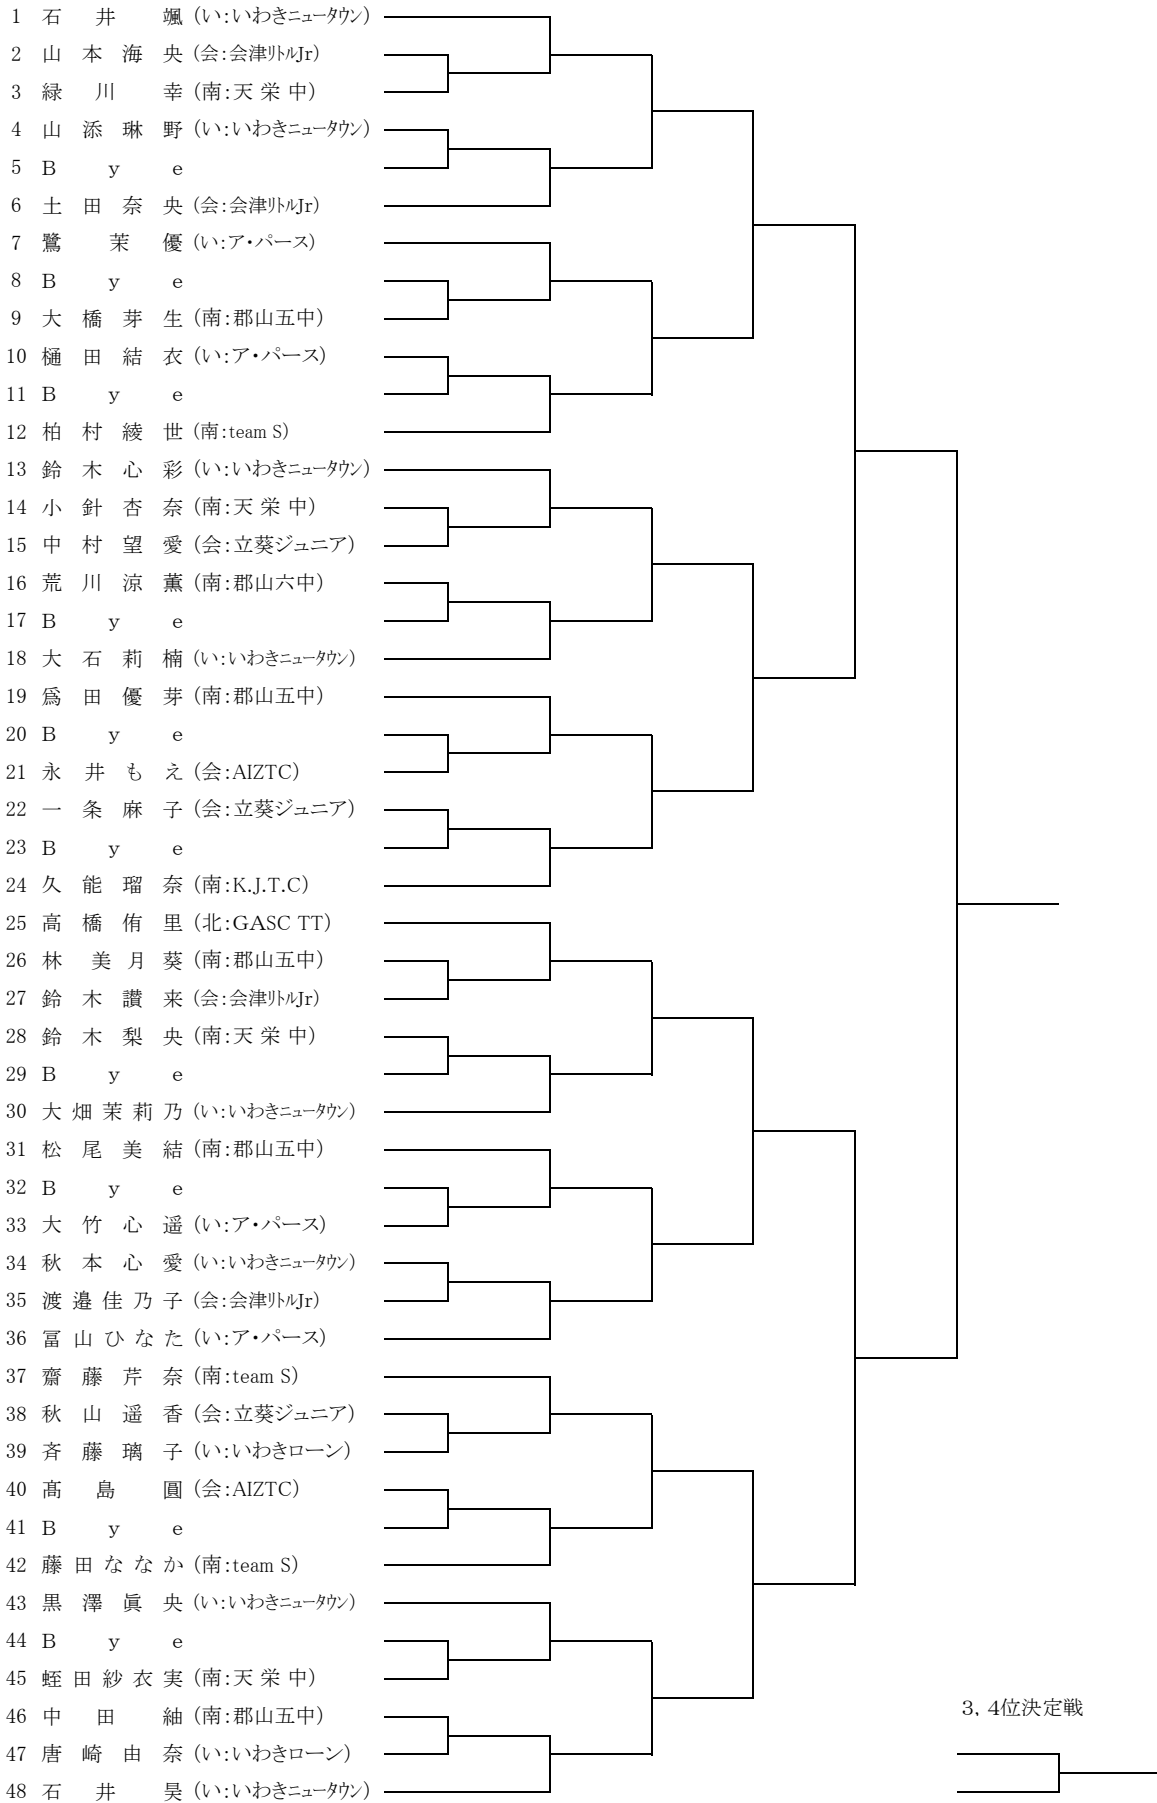 1 石井颯 (い:いわきニュータウン)
2 山本海央 (会:会津リトルJr)
3 緑川幸 (南:天栄中)
4 山添琳野 (い:いわきニュータウン)
5 Bye
6 土田奈央 (会:会津リトルJr)
7 鷺茉優 (い:ア・パース)
8 Bye
9 大橋芽生 (南:郡山五中)
10 樋田結衣 (い:ア・パース)
11 Bye
12 柏村綾世 (南:team S)
13 鈴木心彩 (い:いわきニュータウン)
14 小針杏奈 (南:天栄中)
15 中村望愛 (会:立葵ジュニア)
16 荒川涼薫 (南:郡山六中)
17 Bye
18 大石莉楠 (い:いわきニュータウン)
19 爲田優芽 (南:郡山五中)
20 Bye
21 永井もえ (会:AIZTC)
22 一条麻子 (会:立葵ジュニア)
23 Bye
24 久能瑠奈 (南:K.J.T.C)
25 高橋侑里 (北:GASC TT)
26 林美月葵 (南:郡山五中)
27 鈴木讃来 (会:会津リトルJr)
28 鈴木梨央 (南:天栄中)
29 Bye
30 大畑茉莉乃 (い:いわきニュータウン)
31 松尾美結 (南:郡山五中)
32 Bye
33 大竹心遥 (い:ア・パース)
34 秋本心愛 (い:いわきニュータウン)
35 渡邉佳乃子 (会:会津リトルJr)
36 冨山ひなた (い:ア・パース)
37 齋藤芹奈 (南:team S)
38 秋山遥香 (会:立葵ジュニア)
39 斉藤璃子 (い:いわきローン)
40 髙島圓 (会:AIZTC)
41 Bye
42 藤田ななか (南:team S)
43 黒澤眞央 (い:いわきニュータウン)
44 Bye
45 蛭田紗衣実 (南:天栄中)
46 中田紬 (南:郡山五中)
47 唐崎由奈 (い:いわきローン)
48 石井昊 (い:いわきニュータウン)
3, 4位決定戦